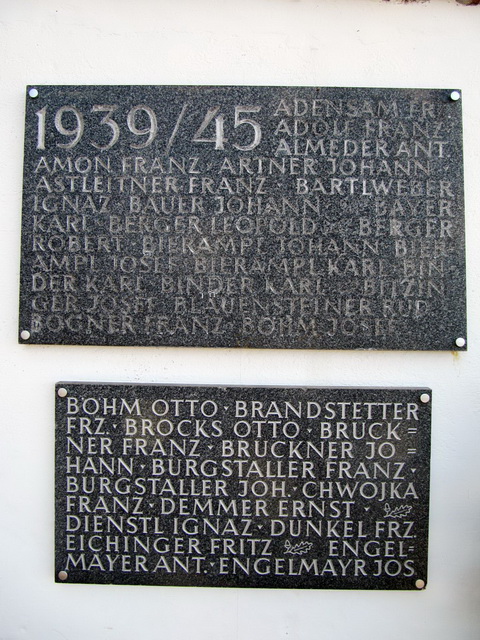 1939/45 ADENSAM FR.
ADOLF FRANZ
ALMEDER ANT.
AMON FRANZ · ARTNER JOHANN
ASTLEITNER FRANZ · BARTLWEBER
IGNAZ · BAUER JOHANN BAYER
KARL · BERGER LEOPOLD BERGER
ROBERT · BIERAMPL JOHANN BIER
AMPL JOSEF BIERAMPL KARL BIN
DER KARL BINDER KARL BITZIN
GER JOSEF BLAUENSTEINER RUD
BOGNER FRANZ · BÖHM JOSEF
BÖHM OTTO · BRANDSTETTER
FRZ. · BROCKS OTTO · BRUCK=
NER FRANZ · BRUCKNER JO=
HANN · BURGSTALLER FRANZ ·
BURGSTALLER JOH. · CHWOJKA
FRANZ · DEMMER ERNST ·
DIENSTL IGNAZ · DUNKEL FRZ.
EICHINGER FRITZ ENGEL=
MAYER ANT. · ENGELMAYR JOS